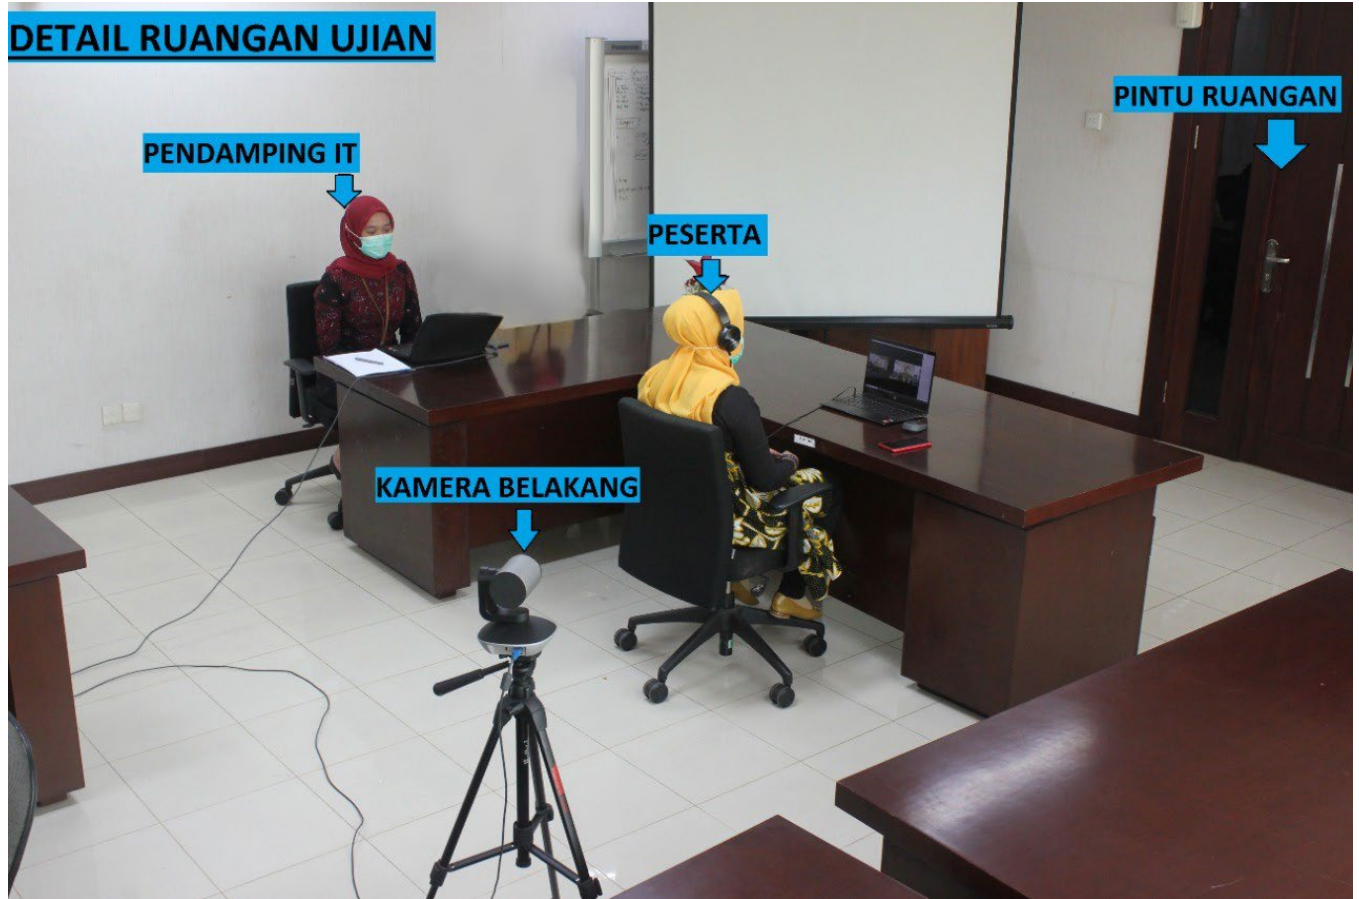 DETAIL RUANGAN UJIAN
PINTU RUANGAN
PENDAMPING IT
PESERTA
KAMERA BELAKANG